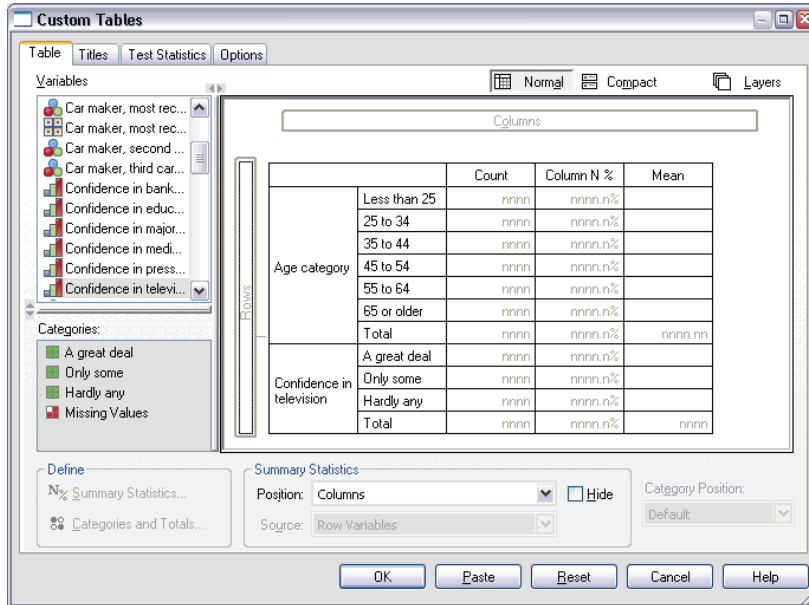 Custom Tables
Table Titles Test Statistics Options
Variables
Normal Compact Layers
Car maker, most rec...
Car maker, most rec...
Car maker, second ...
Car maker, third car...
Confidence in bank...
Confidence in educ...
Confidence in major...
Confidence in medi...
Confidence in press...
Confidence in televi...
Categories:
A great deal
Only some
Hardly any
Missing Values
Columns
Rows
Count Column N % Mean
Age category
Less than 25 nnnn nnnn.n%
25 to 34 nnnn nnnn.n%
35 to 44 nnnn nnnn.n%
45 to 54 nnnn nnnn.n%
55 to 64 nnnn nnnn.n%
65 or older nnnn nnnn.n%
Total nnnn nnnn.n% nnnn.nn
Confidence in
television
A great deal nnnn nnnn.n%
Only some nnnn nnnn.n%
Hardly any nnnn nnnn.n%
Total nnnn nnnn.n% nnnn
Define
N% Summary Statistics...
Categories and Totals...
Summary Statistics
Position: Columns Hide
Source: Row Variables
Category Position:
Default
OK Paste Reset Cancel Help